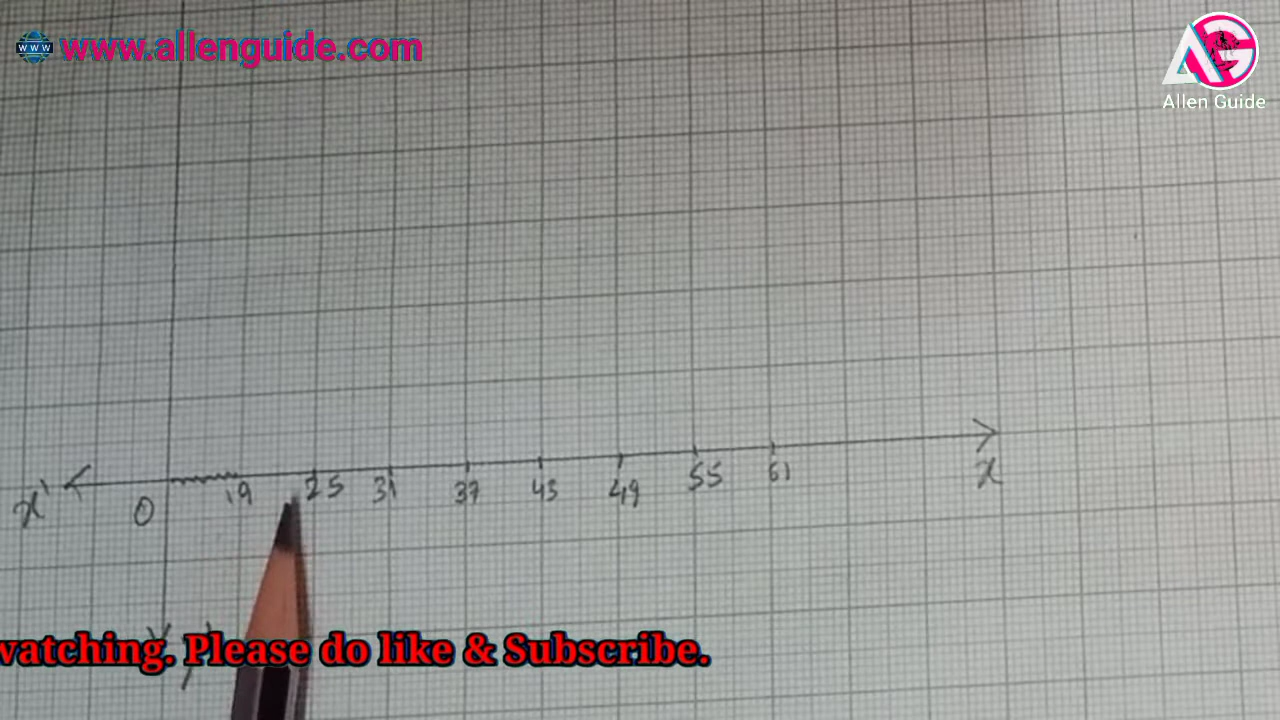 www.allenguide.com
AG
Allen Guide
x' 0 19 25 31 37 43 49 55 61 x
watching. Please do like & Subscribe.